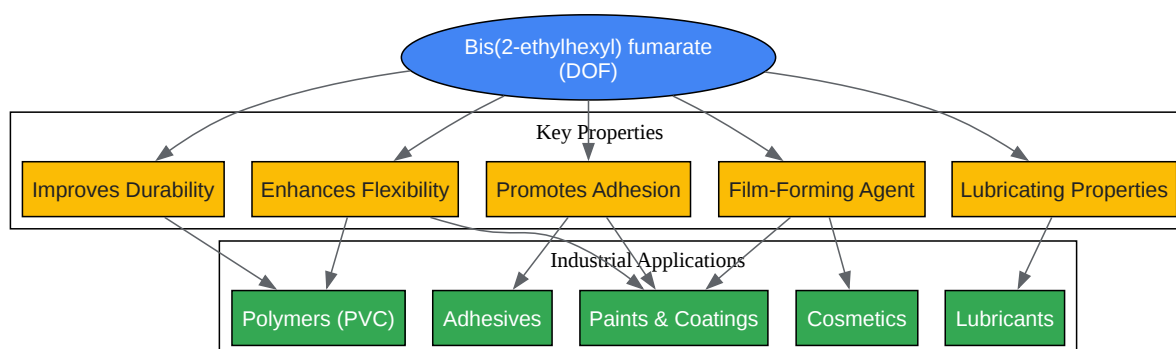 Bis(2-ethylhexyl) fumarate
(DOF)
Key Properties
Improves Durability
Enhances Flexibility
Promotes Adhesion
Film-Forming Agent
Lubricating Properties
Industrial Applications
Polymers (PVC)
Adhesives
Paints & Coatings
Cosmetics
Lubricants